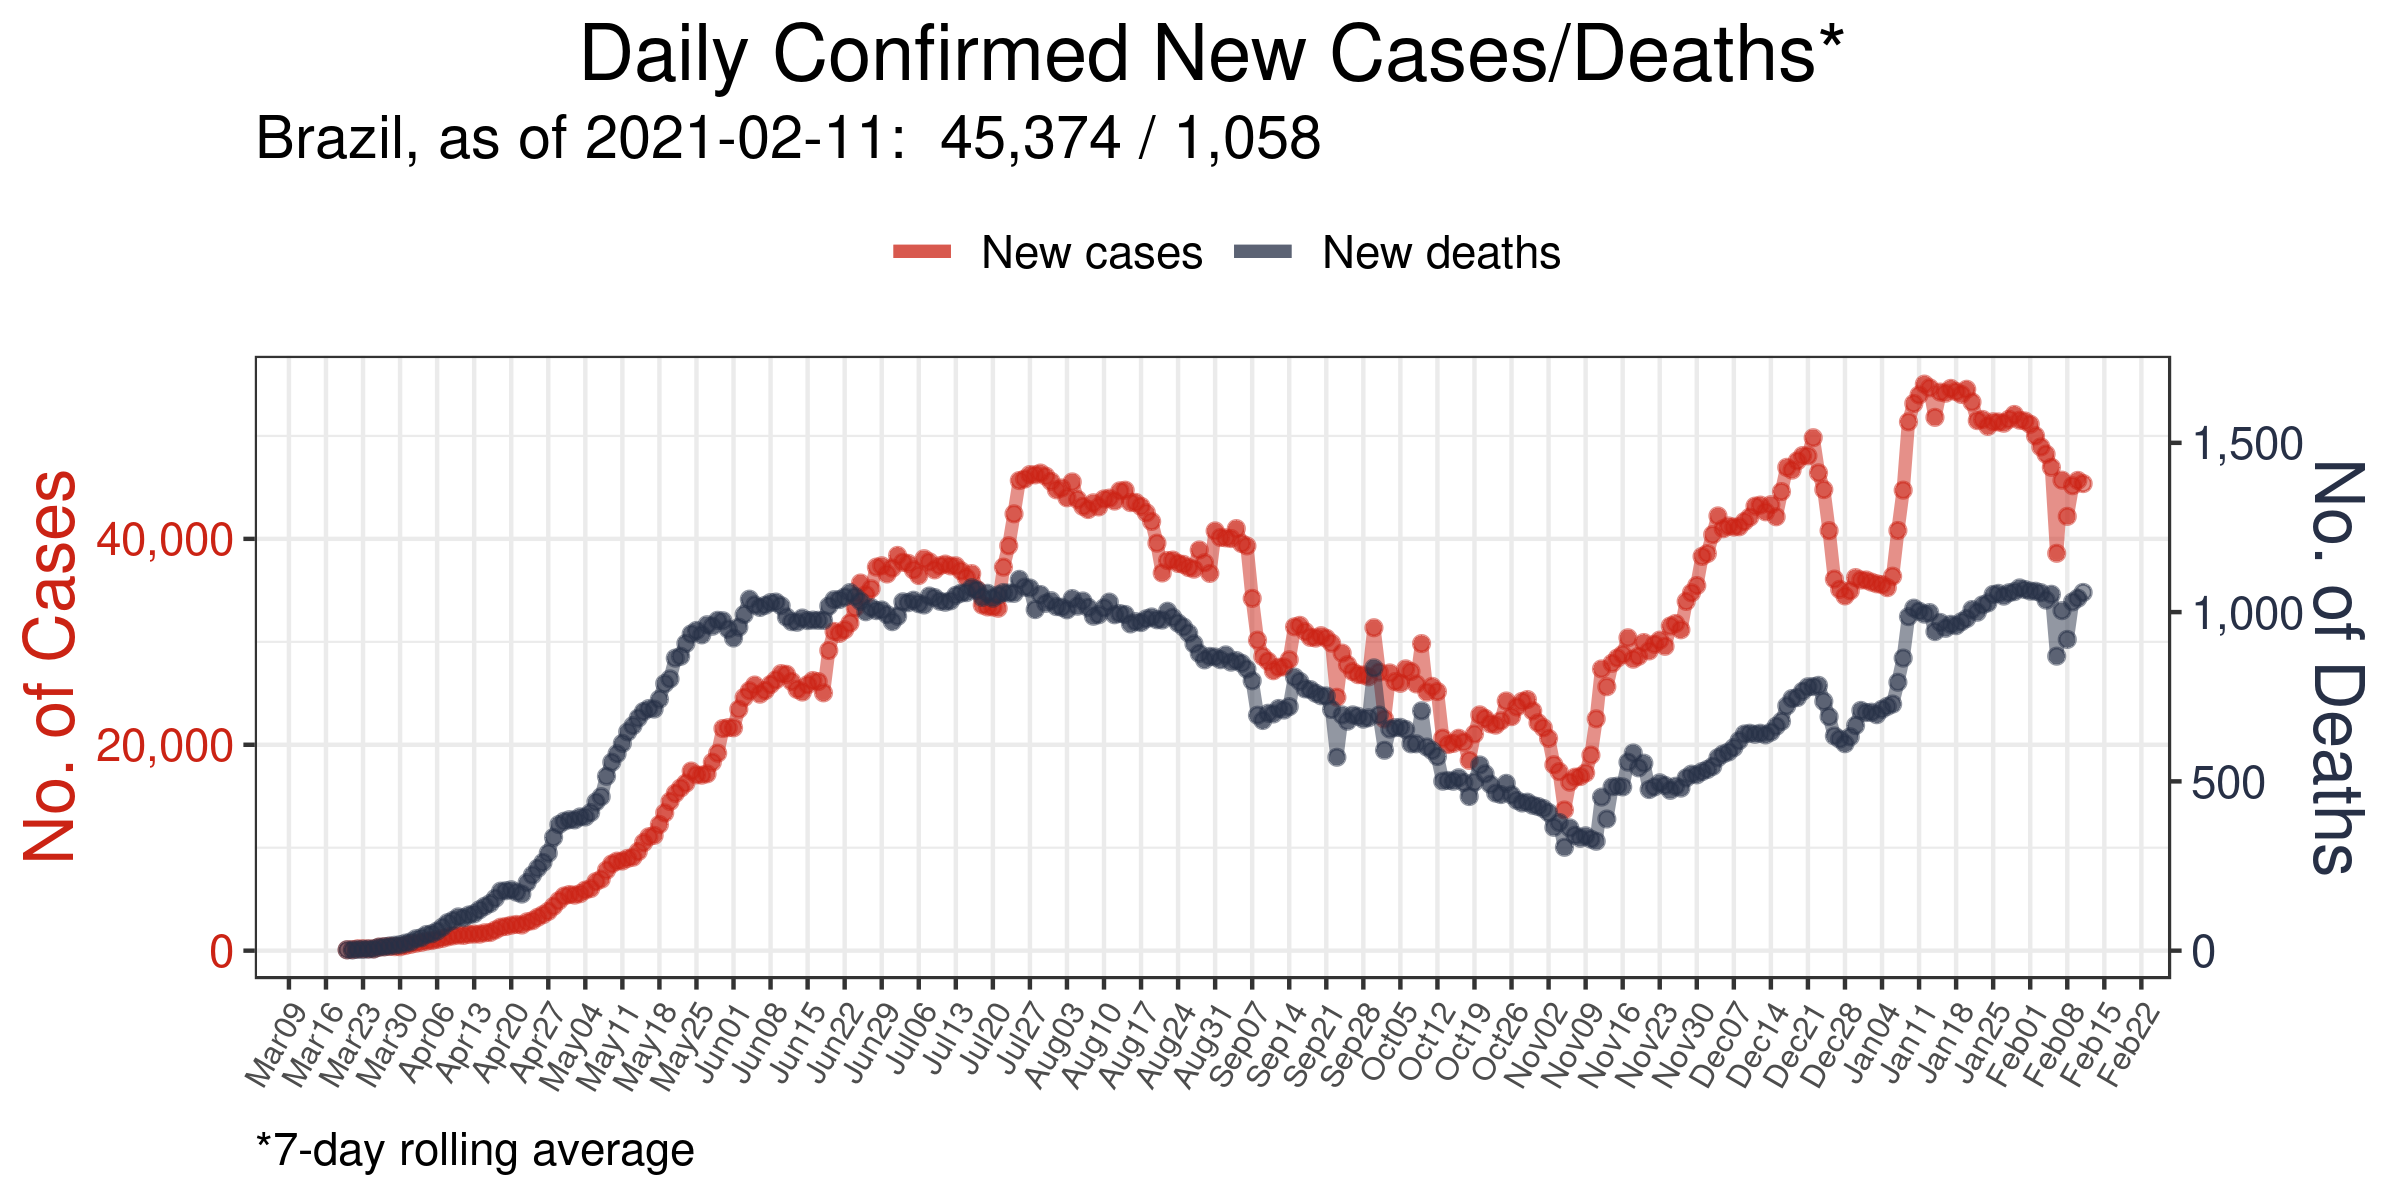 Daily Confirmed New Cases/Deaths*
Brazil, as of 2021-02-11:  45,374 / 1,058
New cases
New deaths
No. of Cases
40,000
20,000
0
1,500
1,000
500
0
No. of Deaths
Mar09
Mar16
Mar23
Mar30
Apr06
Apr13
Apr20
Apr27
May04
May11
May18
May25
Jun01
Jun08
Jun15
Jun22
Jun29
Jul06
Jul13
Jul20
Jul27
Aug03
Aug10
Aug17
Aug24
Aug31
Sep07
Sep14
Sep21
Sep28
Oct05
Oct12
Oct19
Oct26
Nov02
Nov09
Nov16
Nov23
Nov30
Dec07
Dec14
Dec21
Dec28
Jan04
Jan11
Jan18
Jan25
Feb01
Feb08
Feb15
Feb22
*7-day rolling average